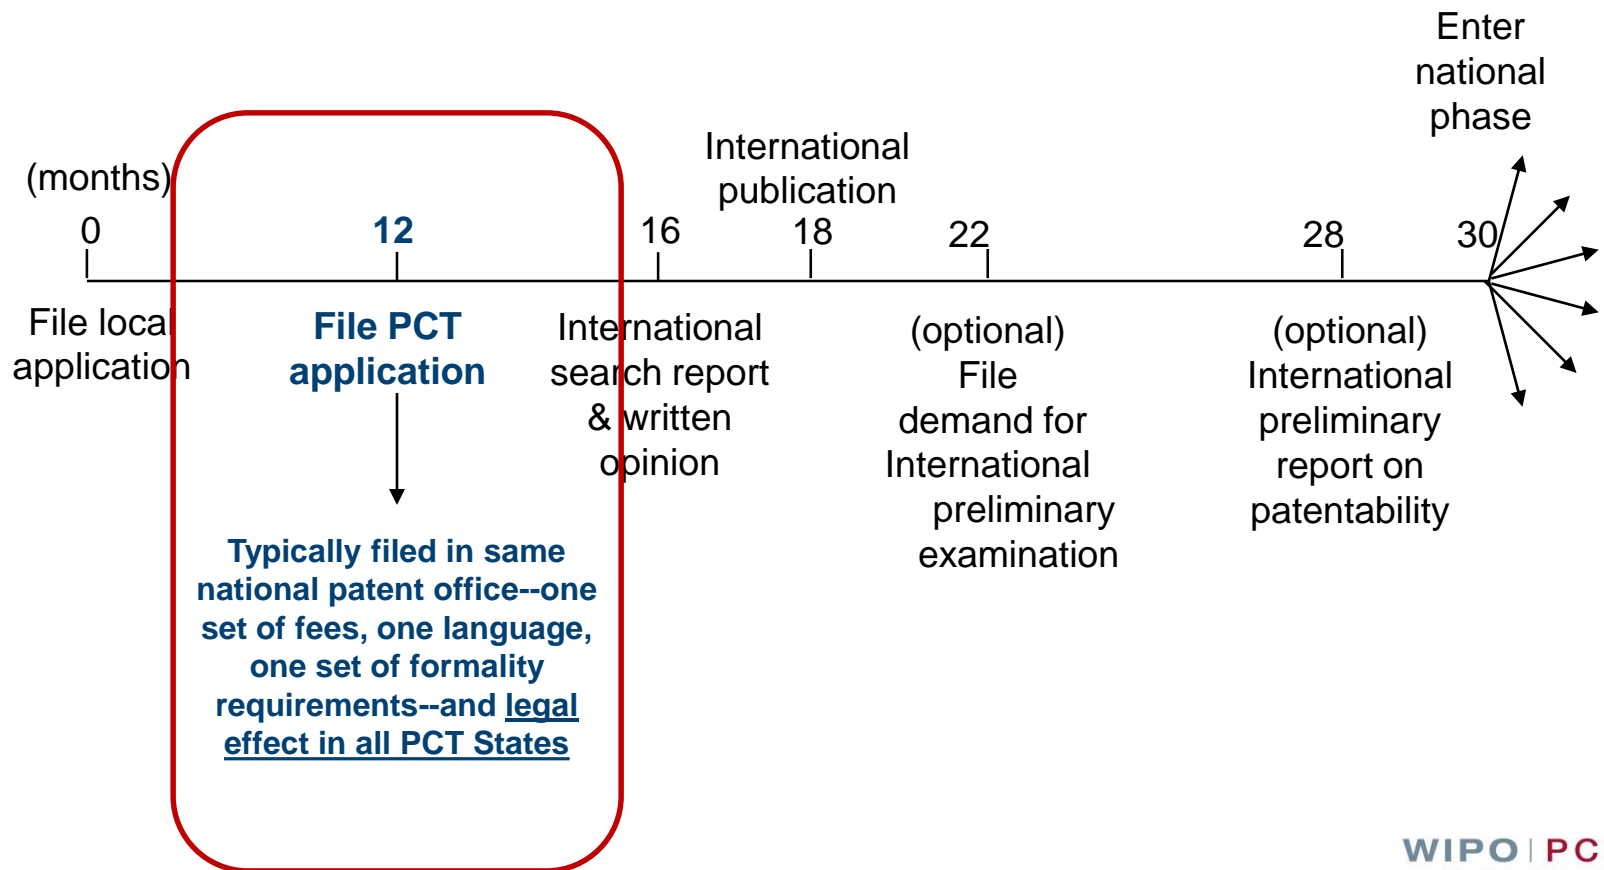 Enter
national
phase
International
publication
(months)
0
12
16
18
22
28
30
File local
application
File PCT
application
International
search report
& written
opinion
(optional)
File
demand for
International
preliminary
examination
(optional)
International
preliminary
report on
patentability
Typically filed in same
national patent office--one
set of fees, one language,
one set of formality
requirements--and legal
effect in all PCT States
WIPO | PC